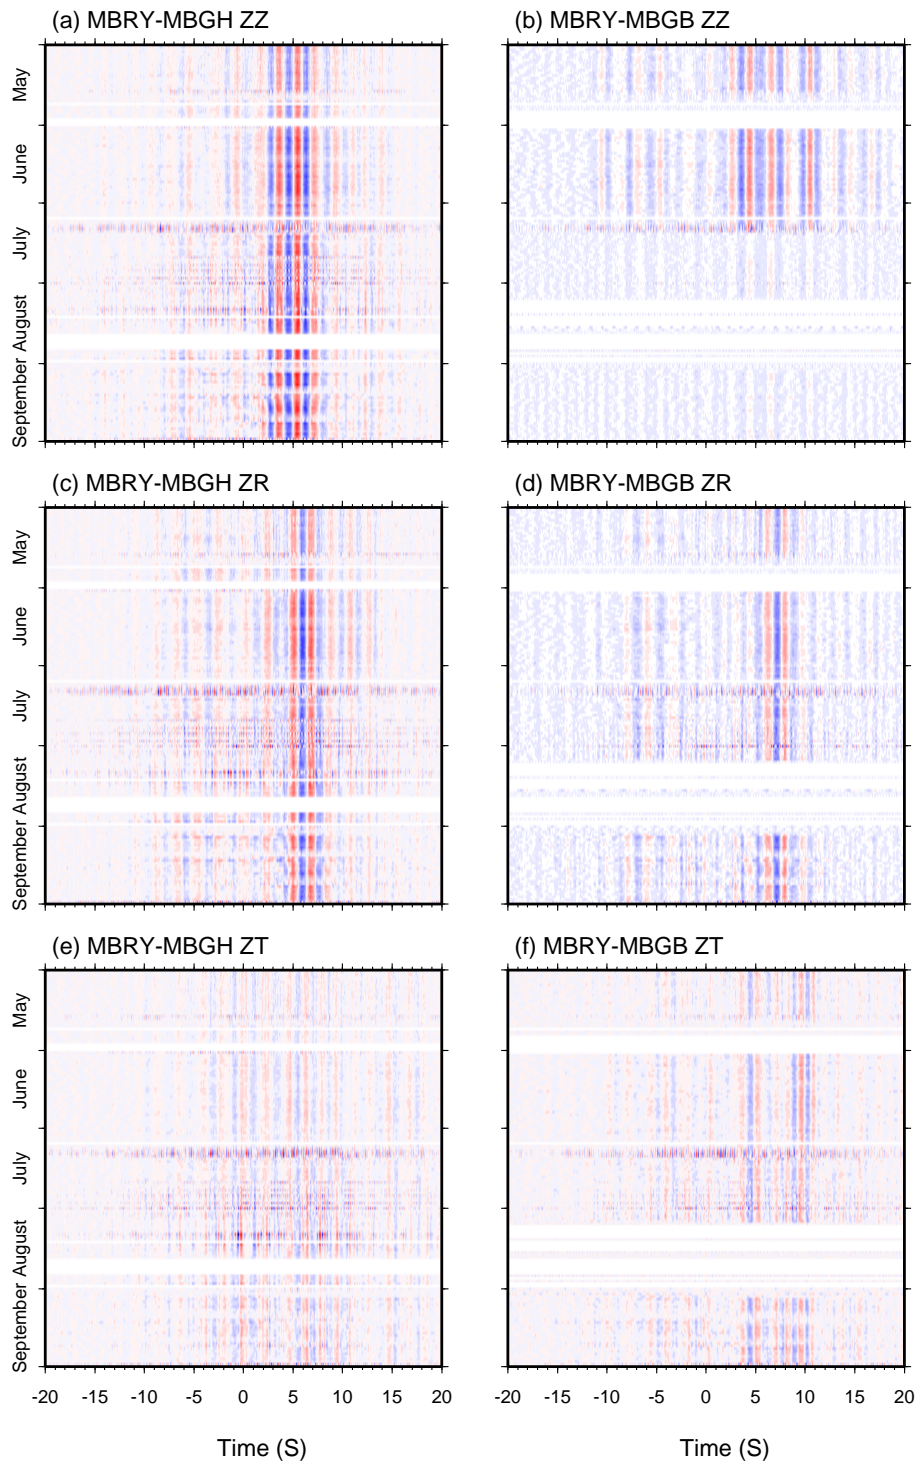 (a) MBRY-MBGH ZZ
(b) MBRY-MBGB ZZ
May
June
July
August
September
(c) MBRY-MBGH ZR
(d) MBRY-MBGB ZR
May
June
July
August
September
(e) MBRY-MBGH ZT
(f) MBRY-MBGB ZT
May
June
July
August
September
-20 -15 -10 -5 0 5 10 15 20
-20 -15 -10 -5 0 5 10 15 20
Time (S)
Time (S)